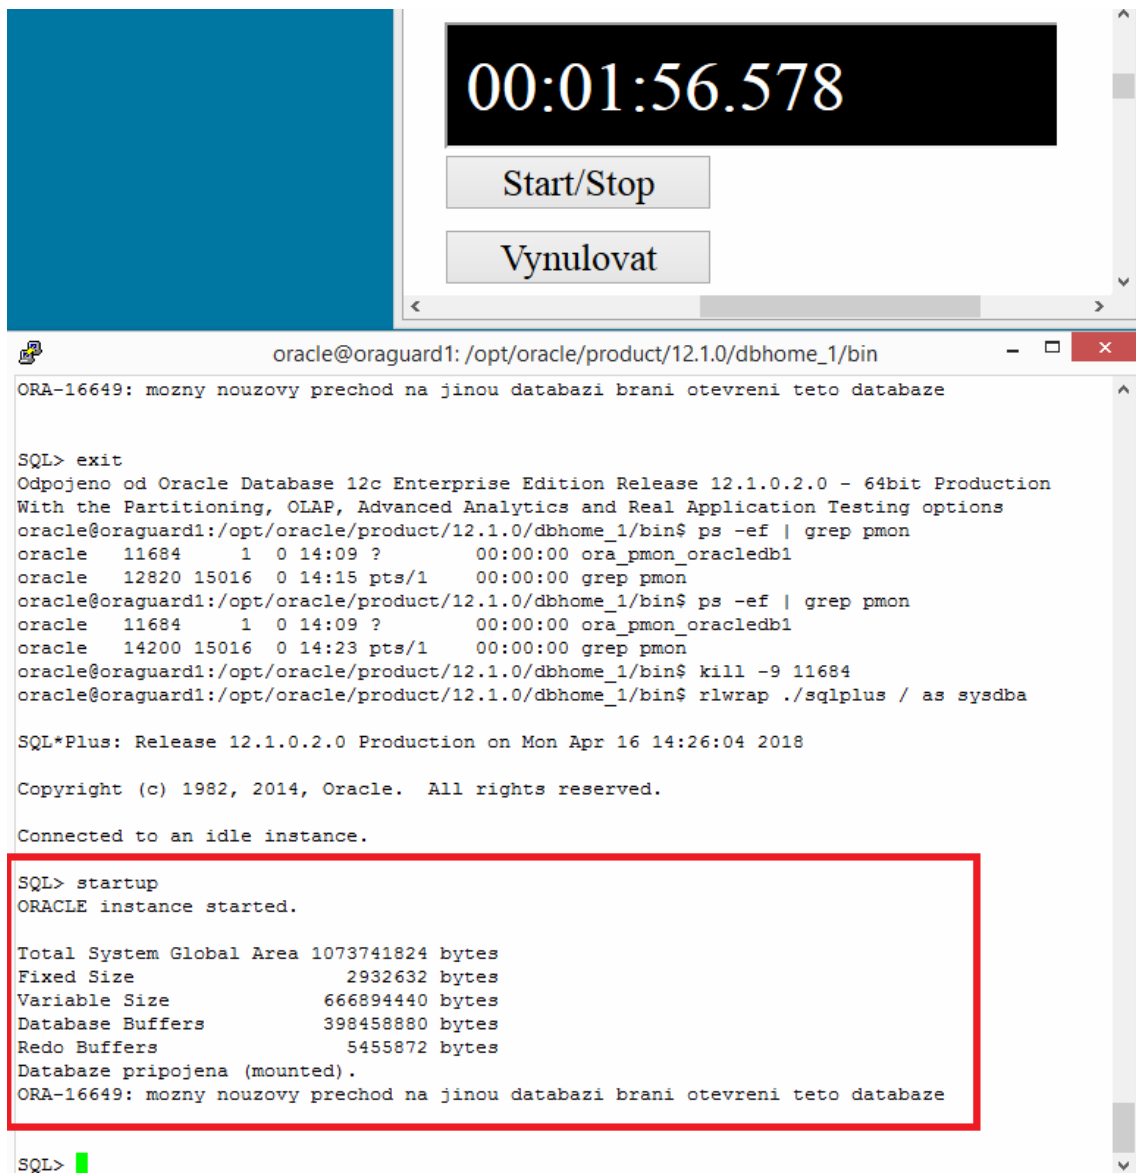 00:01:56.578
Start/Stop
Vynulovat
oracle@oraguard1: /opt/oracle/product/12.1.0/dbhome_1/bin
ORA-16649: mozny nouzovy prechod na jinou databazi brani otevreni teto databaze
SQL> exit
Odpojeno od Oracle Database 12c Enterprise Edition Release 12.1.0.2.0 - 64bit Production
With the Partitioning, OLAP, Advanced Analytics and Real Application Testing options
oracle@oraguard1:/opt/oracle/product/12.1.0/dbhome_1/bin$ ps -ef | grep pmon
oracle   11684     1  0 14:09 ?        00:00:00 ora_pmon_oracledb1
oracle   12820 15016  0 14:15 pts/1    00:00:00 grep pmon
oracle@oraguard1:/opt/oracle/product/12.1.0/dbhome_1/bin$ ps -ef | grep pmon
oracle   11684     1  0 14:09 ?        00:00:00 ora_pmon_oracledb1
oracle   14200 15016  0 14:23 pts/1    00:00:00 grep pmon
oracle@oraguard1:/opt/oracle/product/12.1.0/dbhome_1/bin$ kill -9 11684
oracle@oraguard1:/opt/oracle/product/12.1.0/dbhome_1/bin$ rlwrap ./sqlplus / as sysdba
SQL*Plus: Release 12.1.0.2.0 Production on Mon Apr 16 14:26:04 2018
Copyright (c) 1982, 2014, Oracle.  All rights reserved.
Connected to an idle instance.
SQL> startup
ORACLE instance started.
Total System Global Area 1073741824 bytes
Fixed Size                  2932632 bytes
Variable Size             666894440 bytes
Database Buffers          398458880 bytes
Redo Buffers                5455872 bytes
Databaze pripojena (mounted).
ORA-16649: mozny nouzovy prechod na jinou databazi brani otevreni teto databaze
SQL>